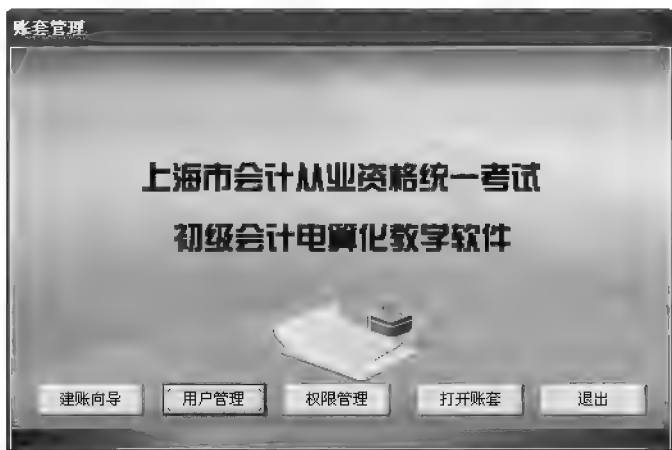 账套管理
上海市会计从业资格统一考试
初级会计电算化教学软件
建账向导 用户管理 权限管理 打开账套 退出